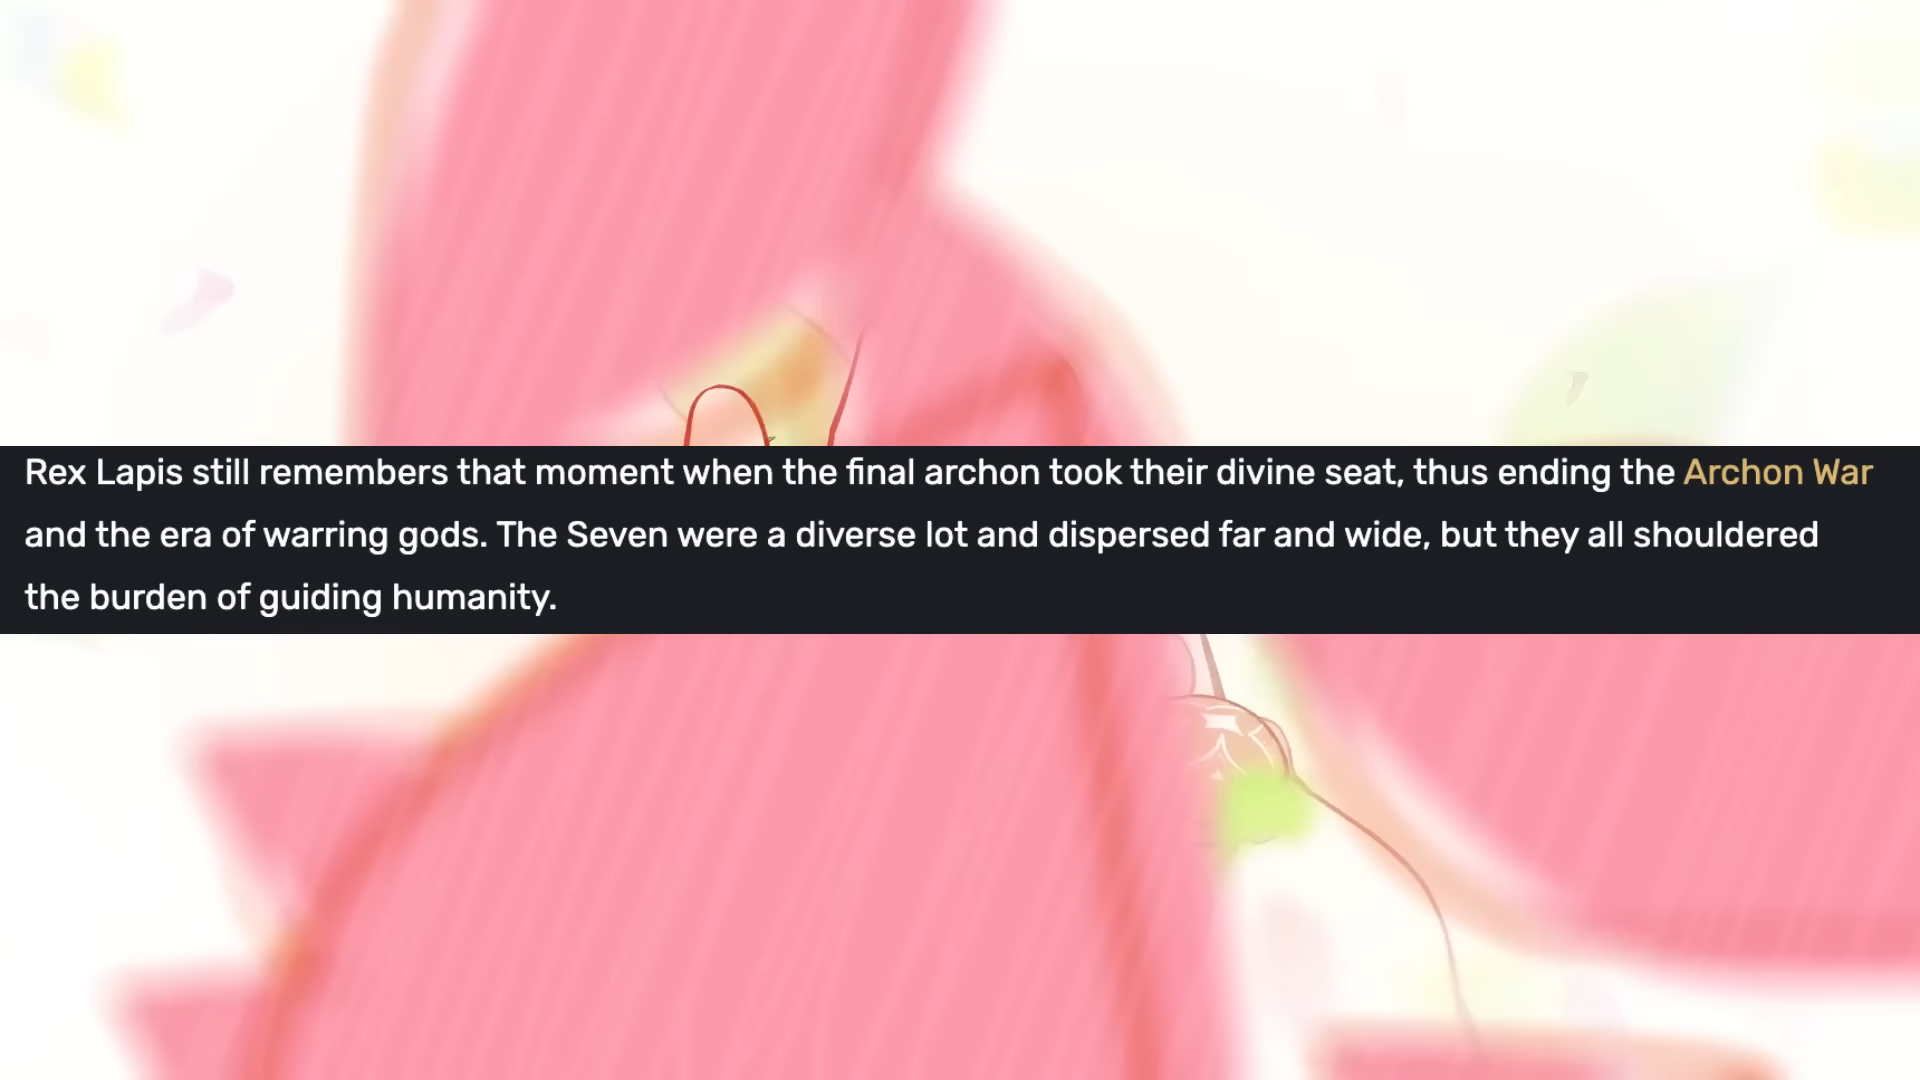 Rex Lapis still remembers that moment when the final archon took their divine seat, thus ending the Archon War
and the era of warring gods. The Seven were a diverse lot and dispersed far and wide, but they all shouldered
the burden of guiding humanity.